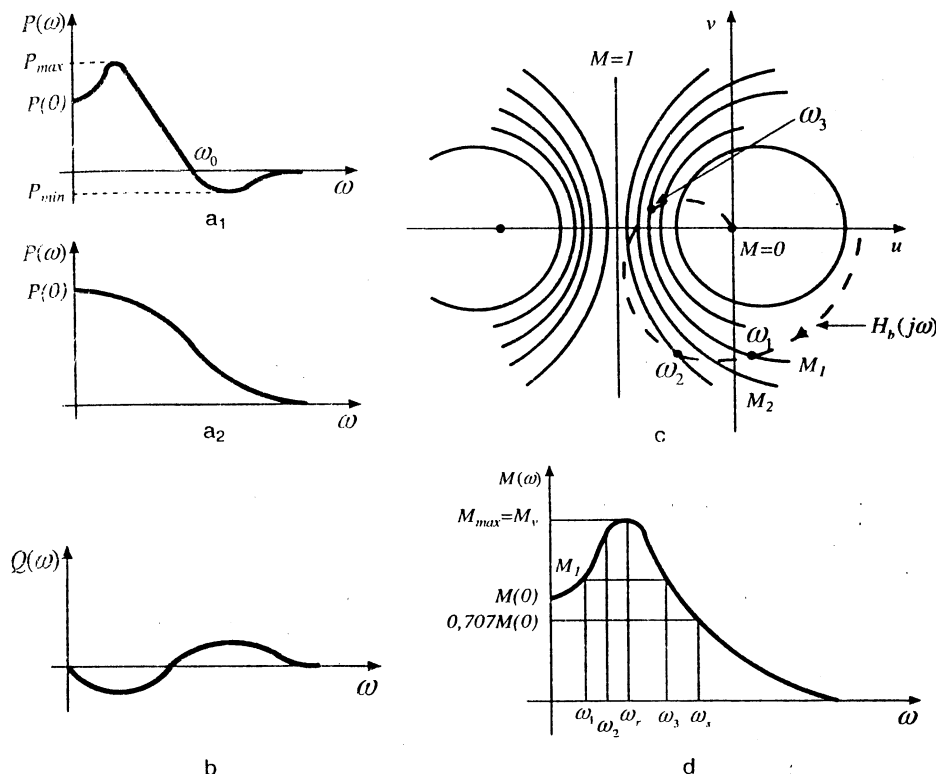 P(ω)
P_max
P(0)
ω_0
P_min
ω
a_1
P(ω)
P(0)
ω
a_2
Q(ω)
ω
b
v
M=1
ω_3
M=0
u
H_b(jω)
ω_1
M_1
ω_2
M_2
c
M(ω)
M_max=M_v
M_1
M(0)
0,707M(0)
ω_1
ω_2
ω_r
ω_3
ω_s
ω
d